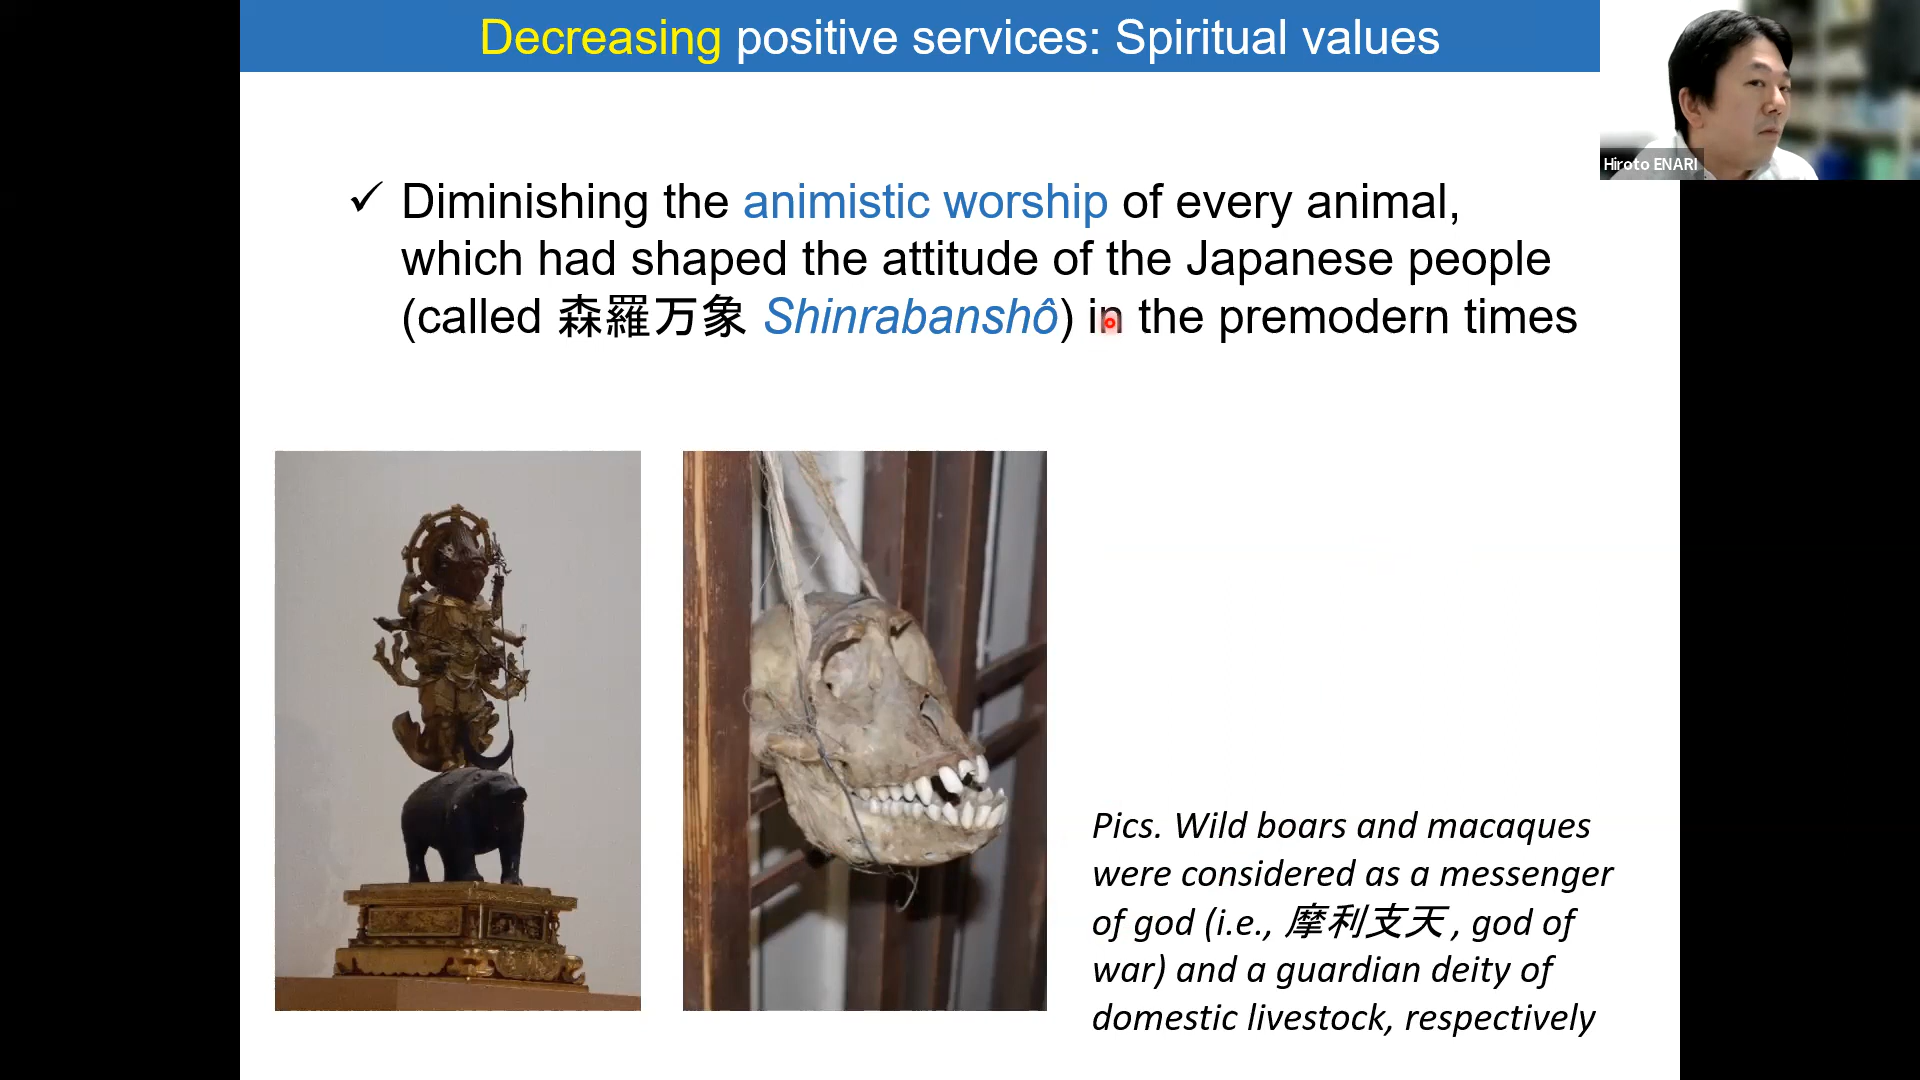 Decreasing positive services: Spiritual values
Hiroto ENARI
✓ Diminishing the animistic worship of every animal,
which had shaped the attitude of the Japanese people
(called 森羅万象 Shinrabanshô) in the premodern times
Pics. Wild boars and macaques
were considered as a messenger
of god (i.e., 摩利支天, god of
war) and a guardian deity of
domestic livestock, respectively